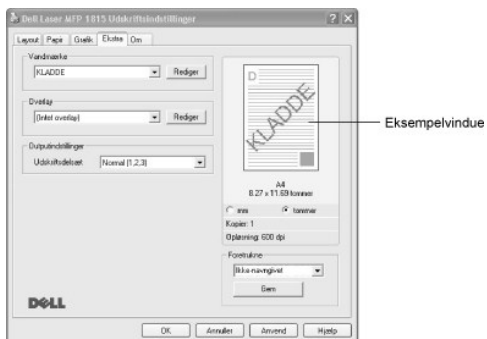 Dell Laser MFP 1815 Udskriftsindstillinger
Layout Papir Grafik Ekstra Om
Vandmærke
KLADDE
Rediger
Overlay
(Intet overlay)
Rediger
Outputindstillinger
Udskriftsdelsæt Normal (1,2,3)
D
KLADDE
Eksempelvindue
A4
8.27 x 11.69 tommer
mm tommer
Kopier: 1
Opløsning: 600 dpi
Foretrukne
Ikke-navngivet
Gem
DELL
OK Annuller Anvend Hjælp